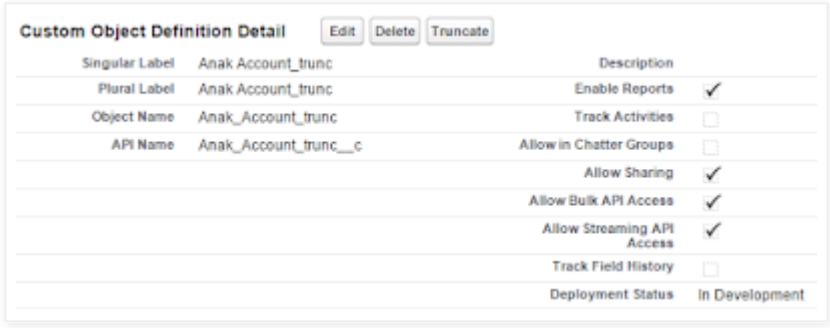 Custom Object Definition Detail Edit Delete Truncate
Singular Label Anak Account_trunc Description
Plural Label Anak Account_trunc Enable Reports ✓
Object Name Anak_Account_trunc Track Activities
API Name Anak_Account_trunc__c Allow in Chatter Groups
Allow Sharing ✓
Allow Bulk API Access ✓
Allow Streaming API
Access ✓
Track Field History
Deployment Status In Development